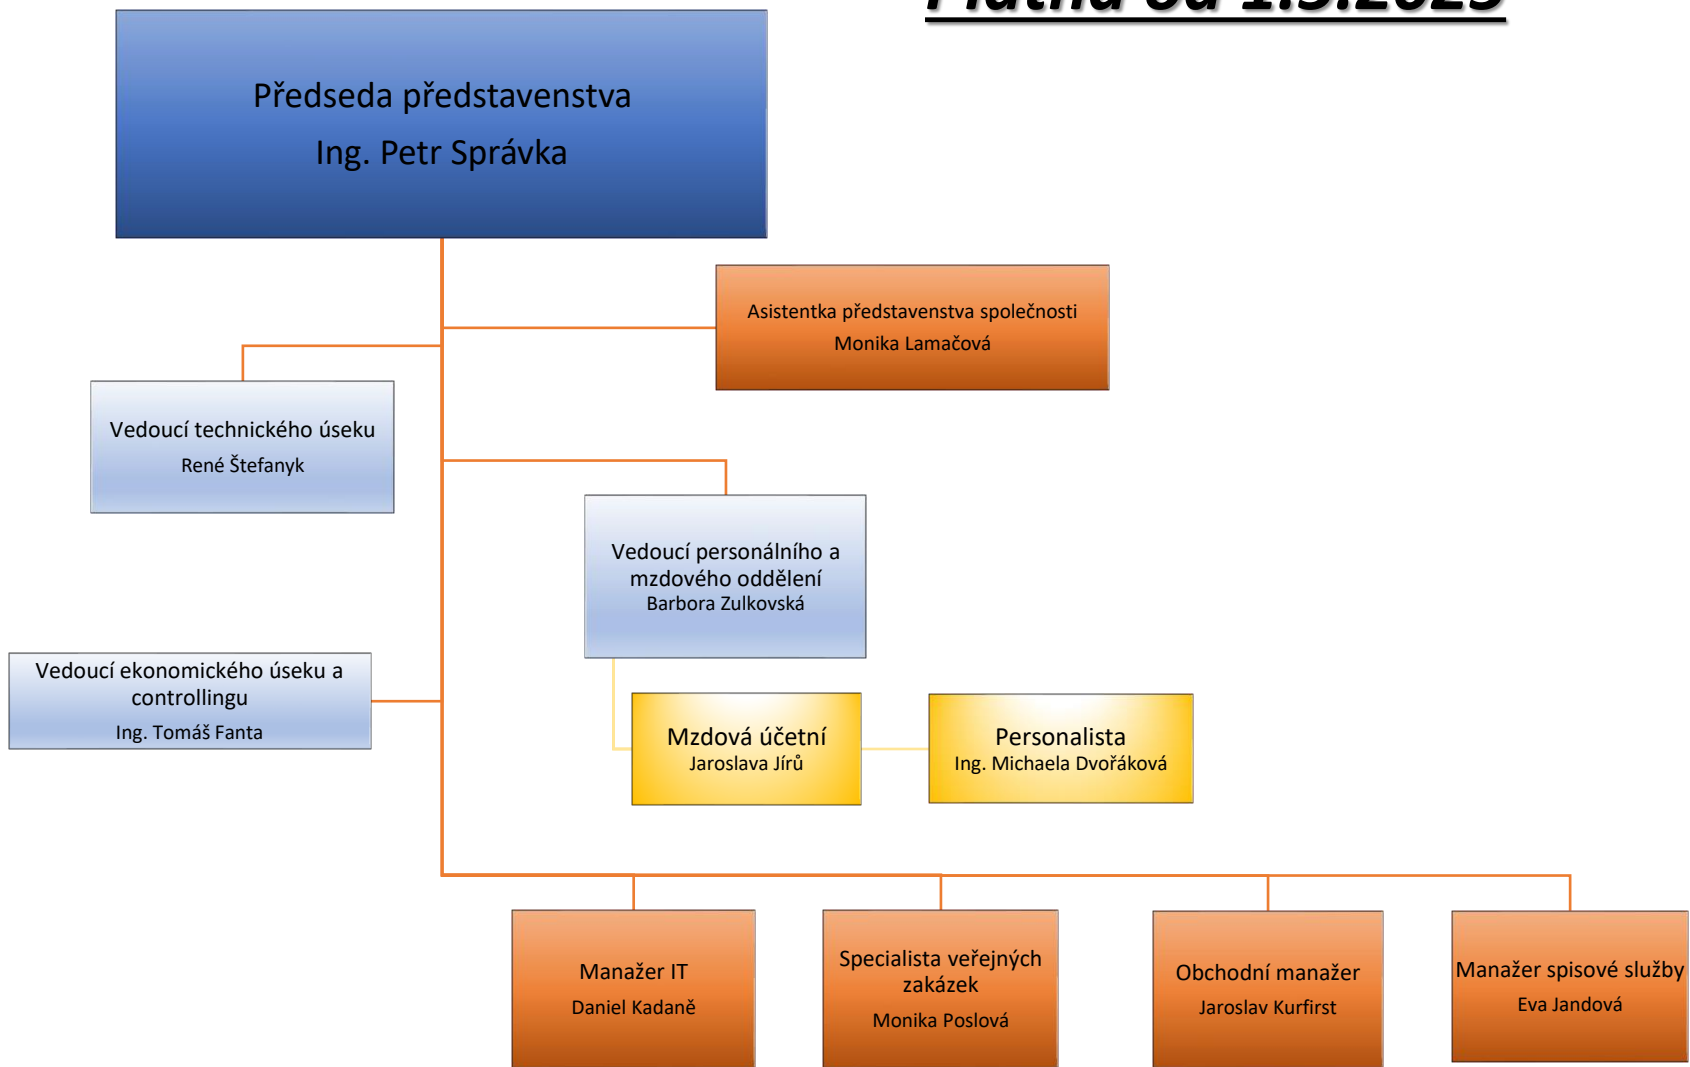 Předseda představenstva
Ing. Petr Správka
Asistentka představenstva společnosti
Monika Lamačová
Vedoucí technického úseku
René Štefanyk
Vedoucí personálního a
mzdového oddělení
Barbora Zulkovská
Vedoucí ekonomického úseku a
controllingu
Ing. Tomáš Fanta
Mzdová účetní
Jaroslava Jírů
Personalista
Ing. Michaela Dvořáková
Manažer IT
Daniel Kadaně
Specialista veřejných
zakázek
Monika Poslová
Obchodní manažer
Jaroslav Kurfirst
Manažer spisové služby
Eva Jandová